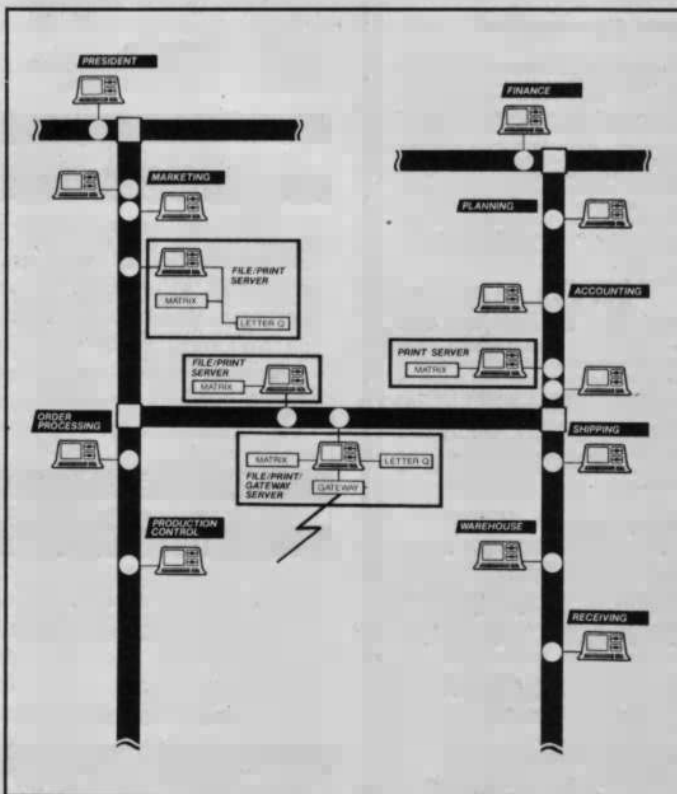 PRESIDENT
FINANCE
MARKETING
PLANNING
FILE/PRINT
SERVER
MATRIX
LETTER Q
ACCOUNTING
FILE/PRINT
SERVER
MATRIX
PRINT SERVER
MATRIX
ORDER
PROCESSING
SHIPPING
MATRIX
LETTER Q
FILE/PRINT/
GATEWAY
SERVER
GATEWAY
PRODUCTION
CONTROL
WAREHOUSE
RECEIVING